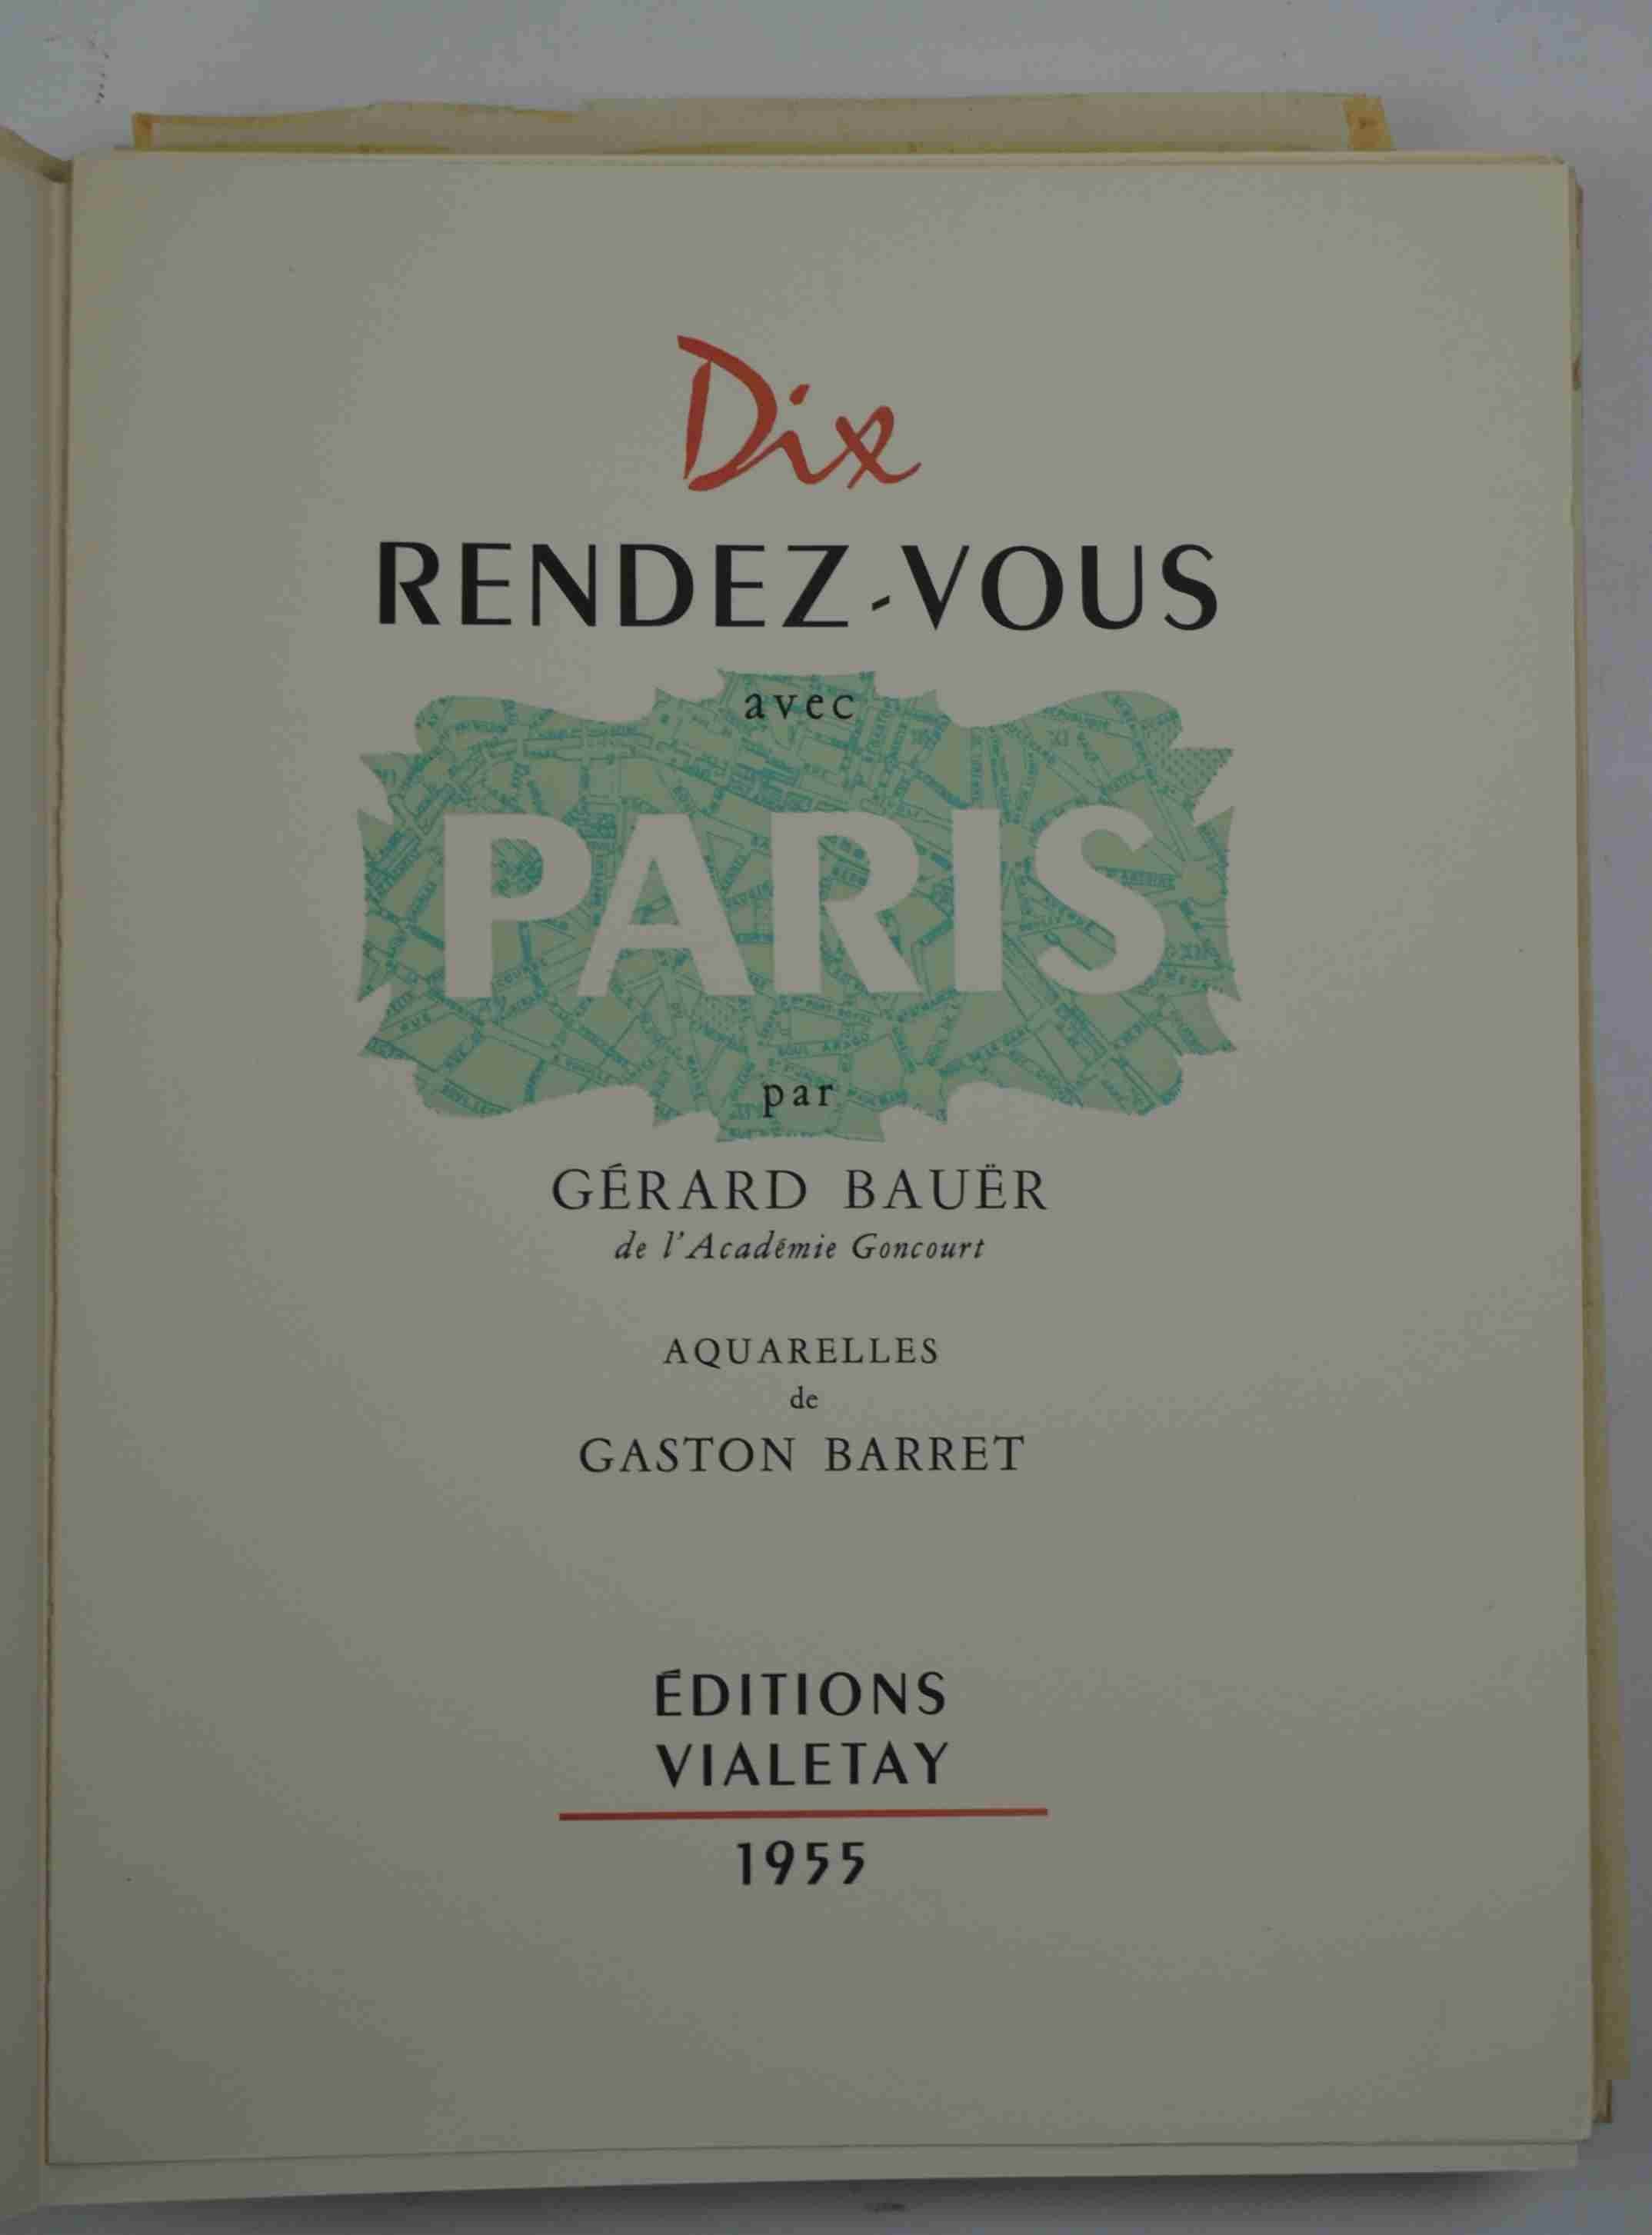 Dix
RENDEZ-VOUS
avec
PARIS
par
GÉRARD BAUËR
de l'Académie Goncourt
AQUARELLES
de
GASTON BARRET
ÉDITIONS
VIALETAY
1955